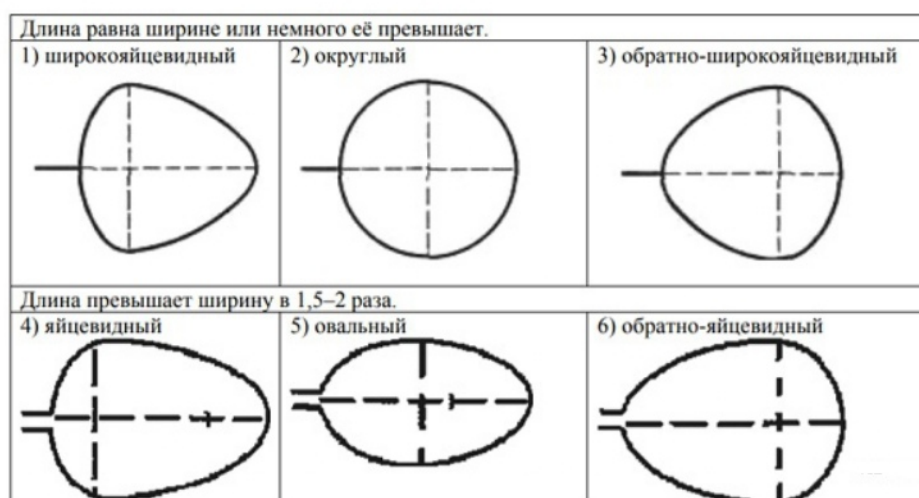 Длина равна ширине или немного её превышает.
1) широкояйцевидный
2) округлый
3) обратно-широкояйцевидный
Длина превышает ширину в 1,5–2 раза.
4) яйцевидный
5) овальный
6) обратно-яйцевидный